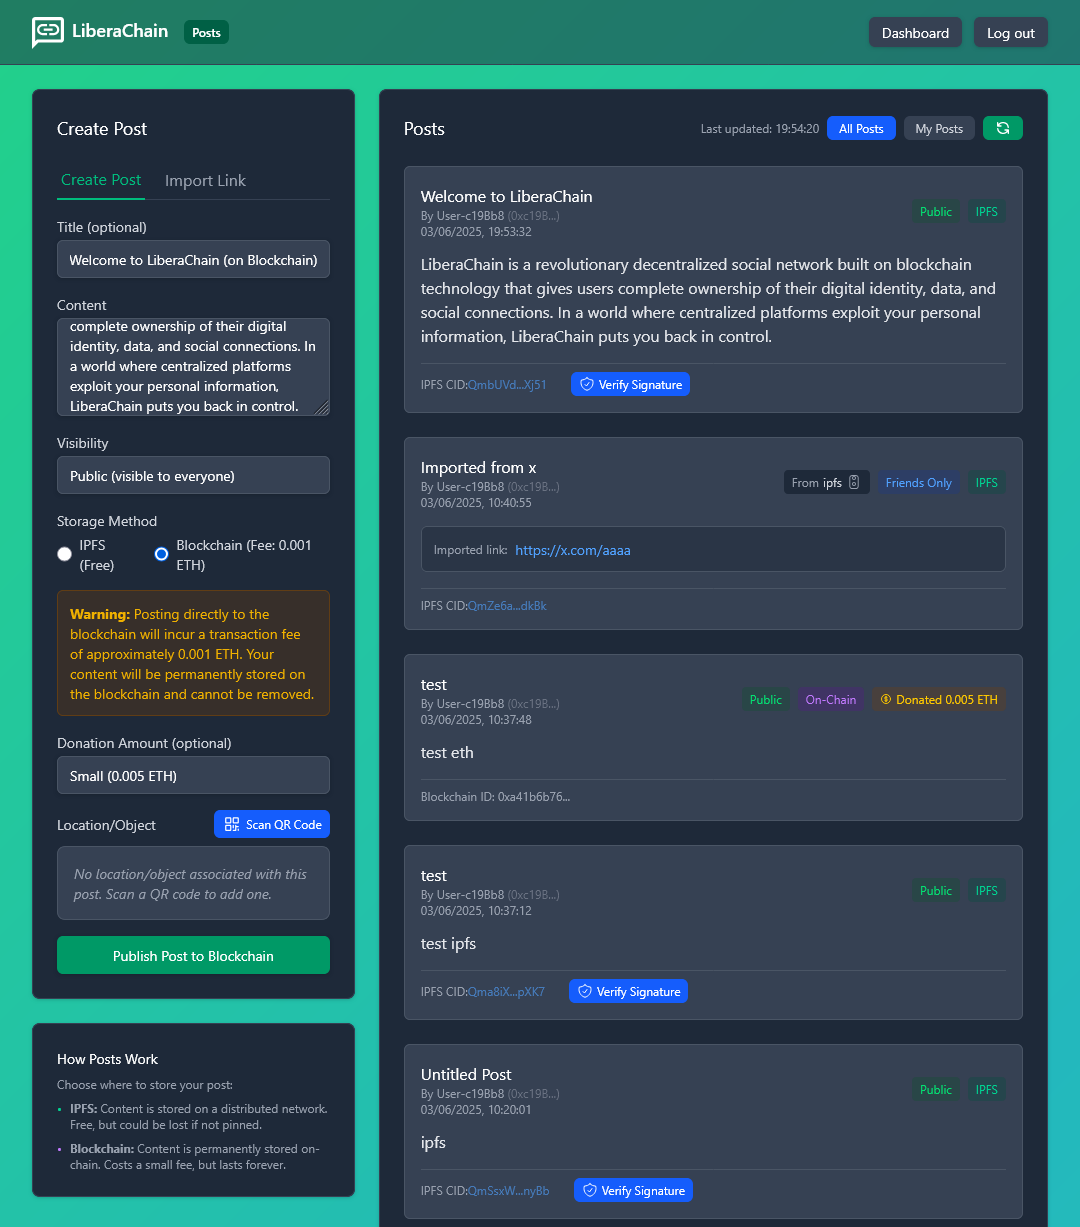 LiberaChain
Posts
Dashboard
Log out
Create Post
Create Post
Import Link
Title (optional)
Welcome to LiberaChain (on Blockchain)
Content
complete ownership of their digital
identity, data, and social connections. In
a world where centralized platforms
exploit your personal information,
LiberaChain puts you back in control.
Visibility
Public (visible to everyone)
Storage Method
IPFS
(Free)
Blockchain (Fee: 0.001
ETH)
Warning: Posting directly to the
blockchain will incur a transaction fee
of approximately 0.001 ETH. Your
content will be permanently stored on
the blockchain and cannot be removed.
Donation Amount (optional)
Small (0.005 ETH)
Location/Object
Scan QR Code
No location/object associated with this
post. Scan a QR code to add one.
Publish Post to Blockchain
How Posts Work
Choose where to store your post:
• IPFS: Content is stored on a distributed network.
Free, but could be lost if not pinned.
• Blockchain: Content is permanently stored on-
chain. Costs a small fee, but lasts forever.
Posts
Last updated: 19:54:20
All Posts
My Posts
Welcome to LiberaChain
By User-c19Bb8 (0xc19B...)
03/06/2025, 19:53:32
Public
IPFS
LiberaChain is a revolutionary decentralized social network built on blockchain
technology that gives users complete ownership of their digital identity, data, and
social connections. In a world where centralized platforms exploit your personal
information, LiberaChain puts you back in control.
IPFS CID:QmbUVd...Xj51
Verify Signature
Imported from x
By User-c19Bb8 (0xc19B...)
03/06/2025, 10:40:55
From ipfs
Friends Only
IPFS
Imported link: https://x.com/aaaa
IPFS CID:QmZe6a...dkBk
test
By User-c19Bb8 (0xc19B...)
03/06/2025, 10:37:48
Public
On-Chain
Donated 0.005 ETH
test eth
Blockchain ID: 0xa41b6b76...
test
By User-c19Bb8 (0xc19B...)
03/06/2025, 10:37:12
Public
IPFS
test ipfs
IPFS CID:Qma8iX...pXK7
Verify Signature
Untitled Post
By User-c19Bb8 (0xc19B...)
03/06/2025, 10:20:01
Public
IPFS
ipfs
IPFS CID:QmSsxW...nyBb
Verify Signature